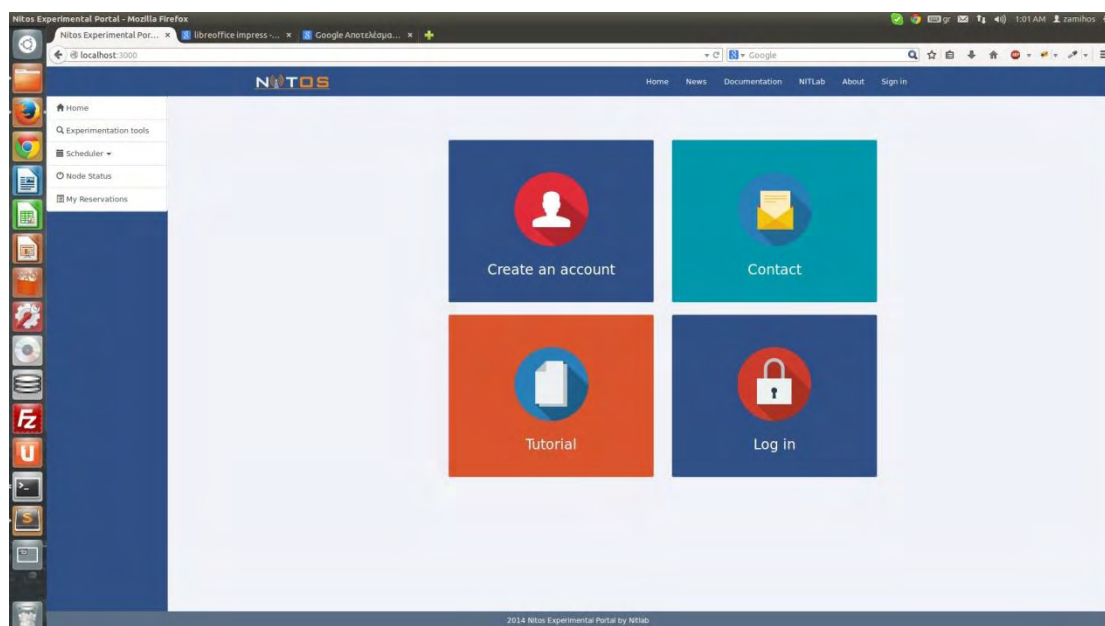 Nitos Experimental Portal - Mozilla Firefox
gr 1:01 AM zamihos
Nitos Experimental Por... × libreoffice impress -... × Google Αποτελέσμα... ×
localhost:3000 Google
NITOS Home News Documentation NITLab About Sign in
Home
Experimentation tools
Scheduler
Node Status
My Reservations
Create an account
Contact
Tutorial
Log in
2014 Nitos Experimental Portal by Nitlab